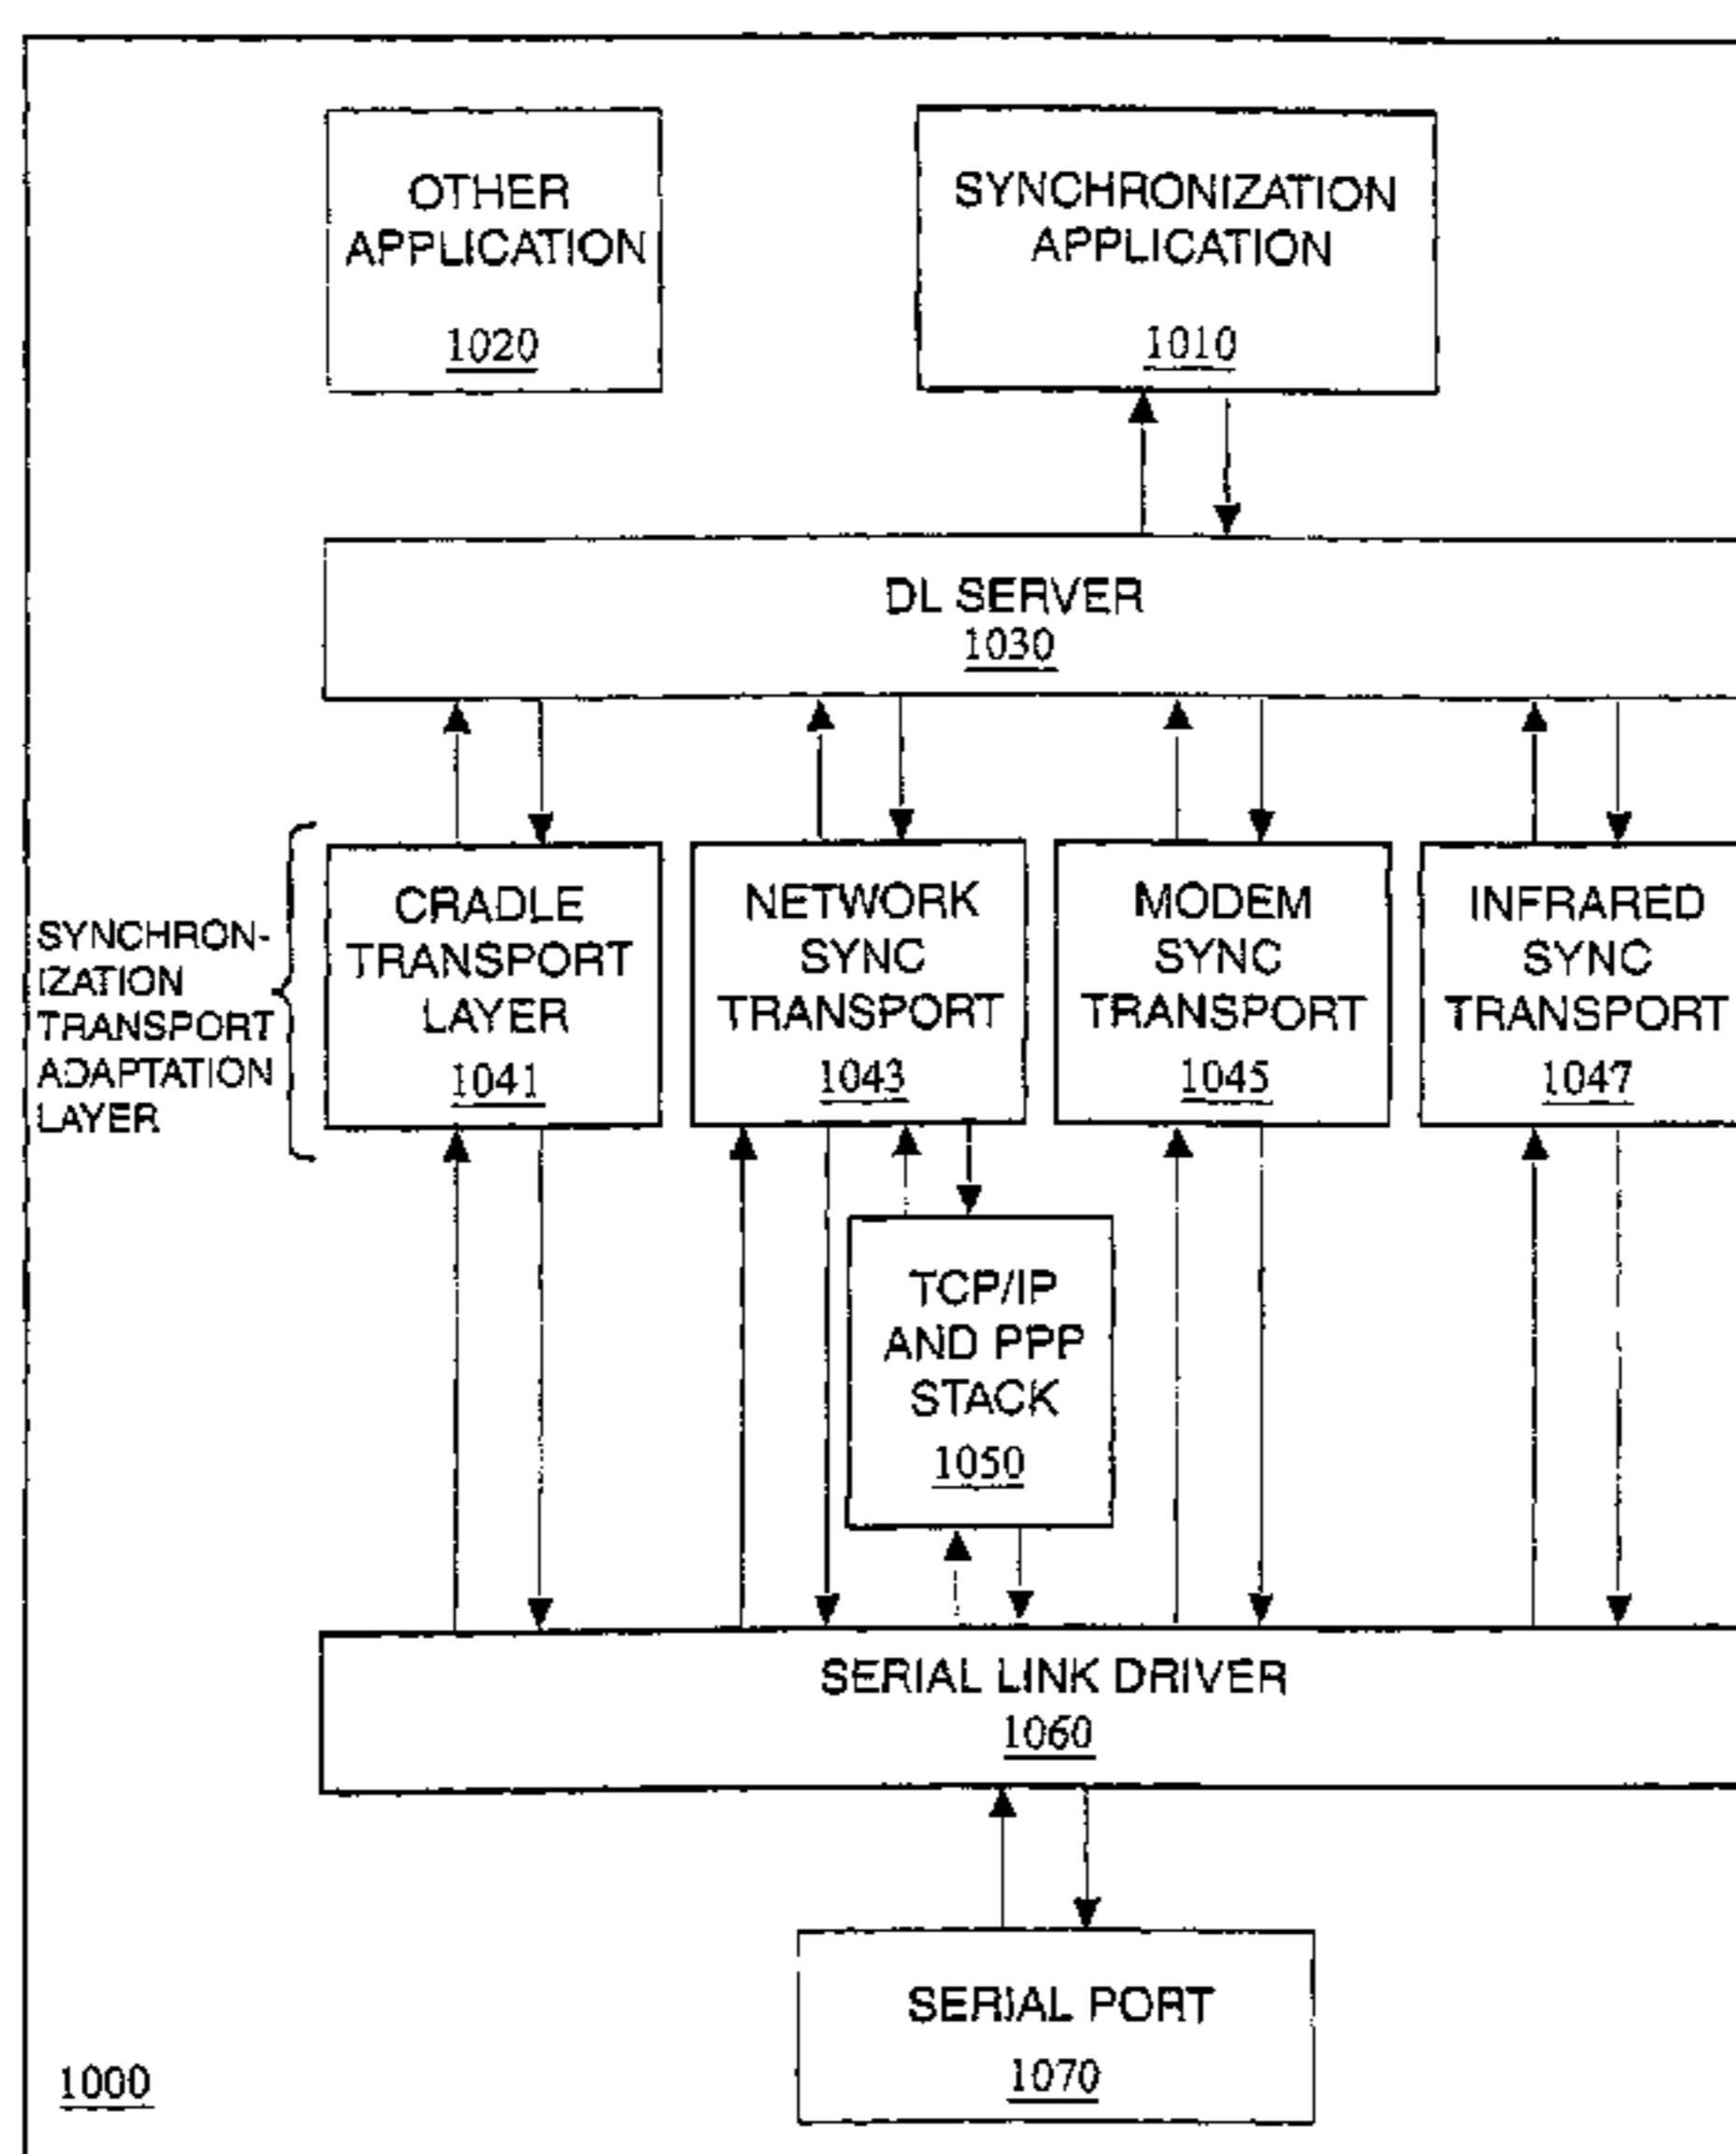 OTHER
APPLICATION
1020
SYNCHRONIZATION
APPLICATION
1010
DL SERVER
1030
SYNCHRON-
IZATION
TRANSPORT
ADAPTATION
LAYER
CRADLE
TRANSPORT
LAYER
1041
NETWORK
SYNC
TRANSPORT
1043
MODEM
SYNC
TRANSPORT
1045
INFRARED
SYNC
TRANSPORT
1047
TCP/IP
AND PPP
STACK
1050
SERIAL LINK DRIVER
1060
SERIAL PORT
1070
1000